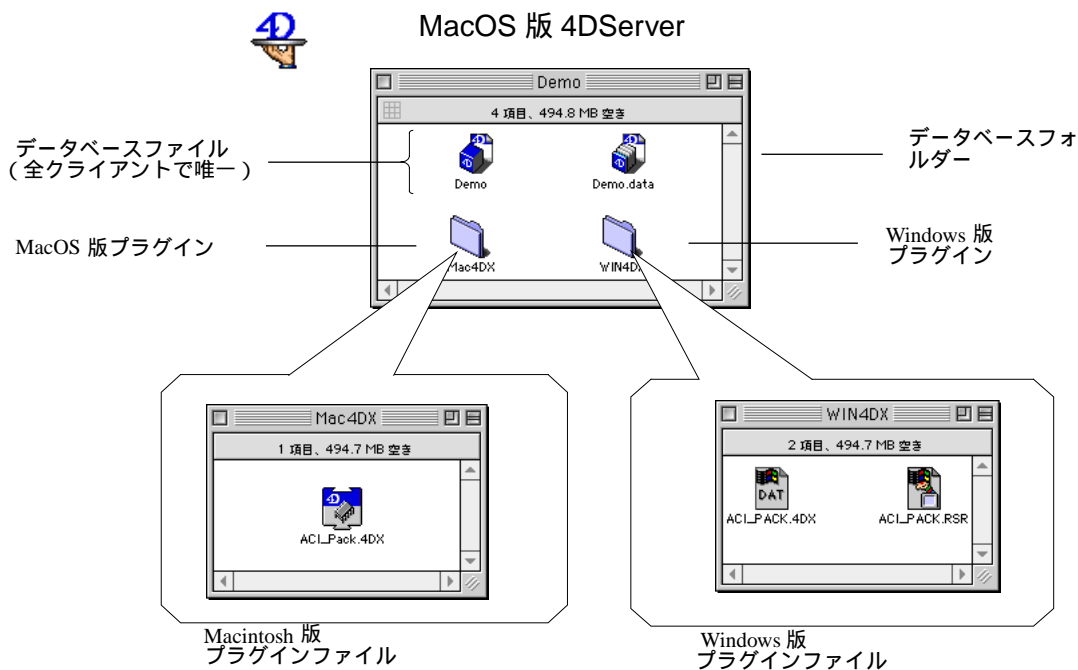 MacOS 版 4DServer
Demo
4 項目、494.8 MB 空き
データベースファイル
(全クライアントで唯一)
データベースフォ
ルダー
Demo
Demo.data
MacOS 版プラグイン
Windows 版
プラグイン
Mac4DX
WIN4DX
Mac4DX
1 項目、494.7 MB 空き
ACI_Pack.4DX
WIN4DX
2 項目、494.7 MB 空き
DAT
ACI_PACK.4DX
ACI_PACK.RSR
Macintosh 版
プラグインファイル
Windows 版
プラグインファイル